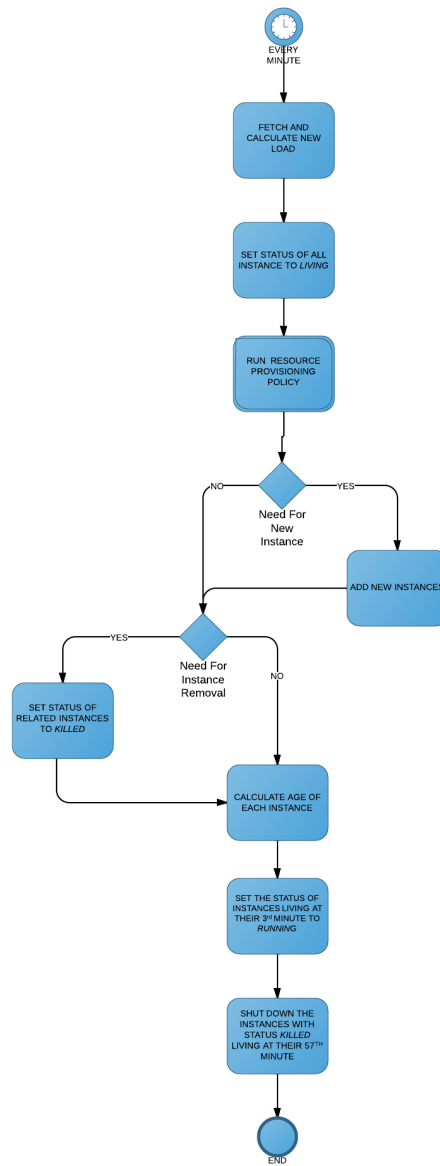 EVERY
MINUTE
FETCH AND
CALCULATE NEW
LOAD
SET STATUS OF ALL
INSTANCE TO LIVING
RUN RESOURCE
PROVISIONING
POLICY
NO
YES
Need For
New
Instance
ADD NEW INSTANCES
YES
Need For
Instance
Removal
NO
SET STATUS OF
RELATED INSTANCES
TO KILLED
CALCULATE AGE OF
EACH INSTANCE
SET THE STATUS OF
INSTANCES LIVING AT
THEIR 3rd MINUTE TO
RUNNING
SHUT DOWN THE
INSTANCES WITH
STATUS KILLED
LIVING AT THEIR 57TH
MINUTE
END